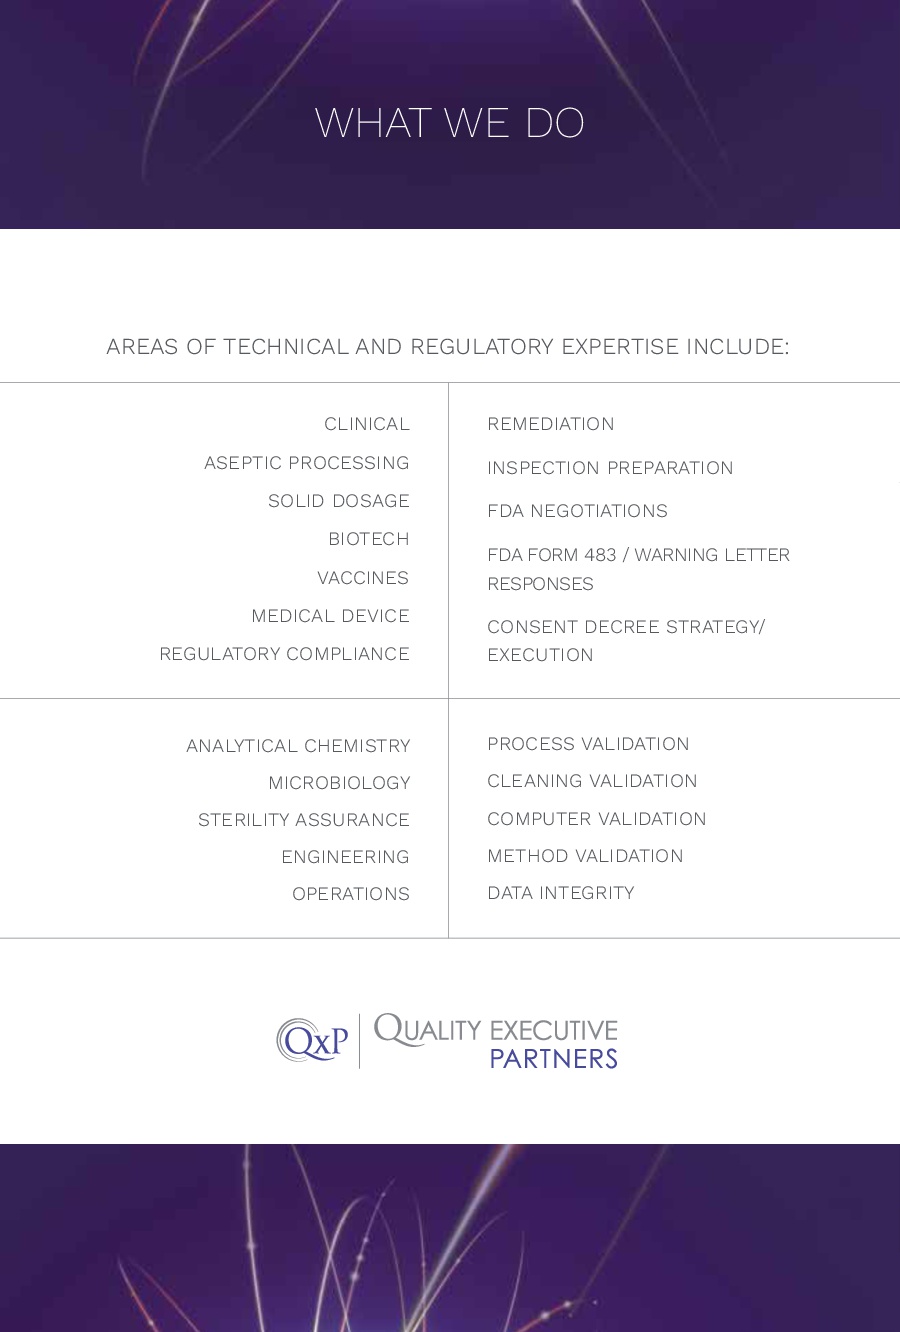 WHAT WE DO
AREAS OF TECHNICAL AND REGULATORY EXPERTISE INCLUDE:
CLINICAL
ASEPTIC PROCESSING
SOLID DOSAGE
BIOTECH
VACCINES
MEDICAL DEVICE
REGULATORY COMPLIANCE
REMEDIATION
INSPECTION PREPARATION
FDA NEGOTIATIONS
FDA FORM 483 / WARNING LETTER
RESPONSES
CONSENT DECREE STRATEGY/
EXECUTION
ANALYTICAL CHEMISTRY
MICROBIOLOGY
STERILITY ASSURANCE
ENGINEERING
OPERATIONS
PROCESS VALIDATION
CLEANING VALIDATION
COMPUTER VALIDATION
METHOD VALIDATION
DATA INTEGRITY
QxP
QUALITY EXECUTIVE
PARTNERS